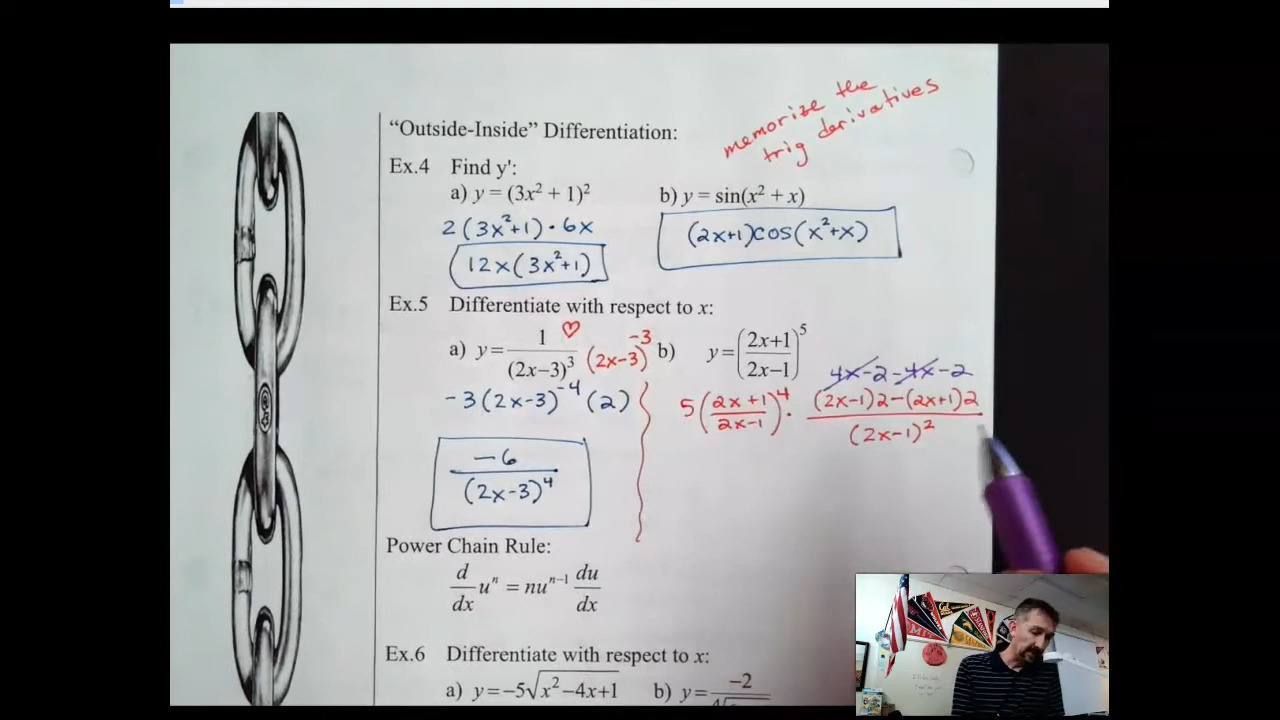 memorize the
trig derivatives
"Outside-Inside" Differentiation:
Ex.4 Find y':
a) y = (3x² + 1)² b) y = sin(x² + x)
2(3x²+1)·6x
(2x+1)cos(x²+x)
12x(3x²+1)
Ex.5 Differentiate with respect to x:
a) y = 1/(2x−3)³ ♡ (2x-3)⁻³ b) y = ((2x+1)/(2x−1))⁵
4x-2-4x-2
-3(2x-3)⁻⁴(2) 5((2x+1)/(2x-1))⁴ · ((2x-1)2-(2x+1)2)/(2x-1)²
-6/(2x-3)⁴
Power Chain Rule:
d/dx uⁿ = nuⁿ⁻¹ du/dx
Ex.6 Differentiate with respect to x:
a) y = −5√(x² − 4x + 1) b) y = −2